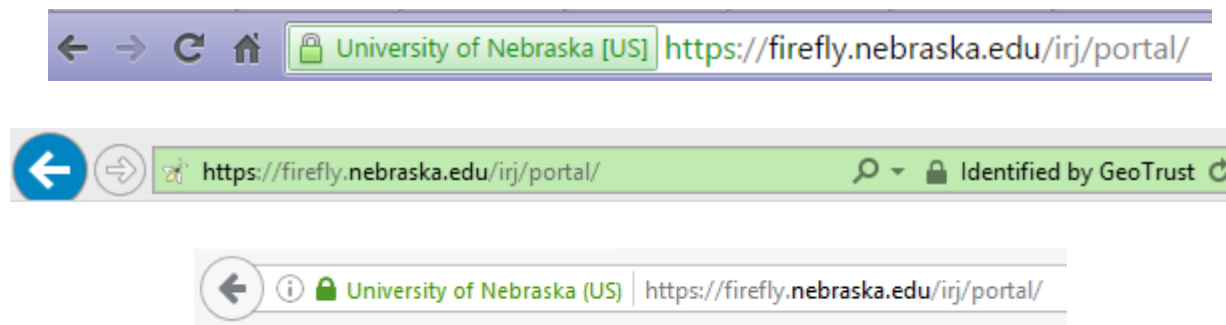 University of Nebraska [US] https://firefly.nebraska.edu/irj/portal/
https://firefly.nebraska.edu/irj/portal/ Identified by GeoTrust
University of Nebraska (US) https://firefly.nebraska.edu/irj/portal/